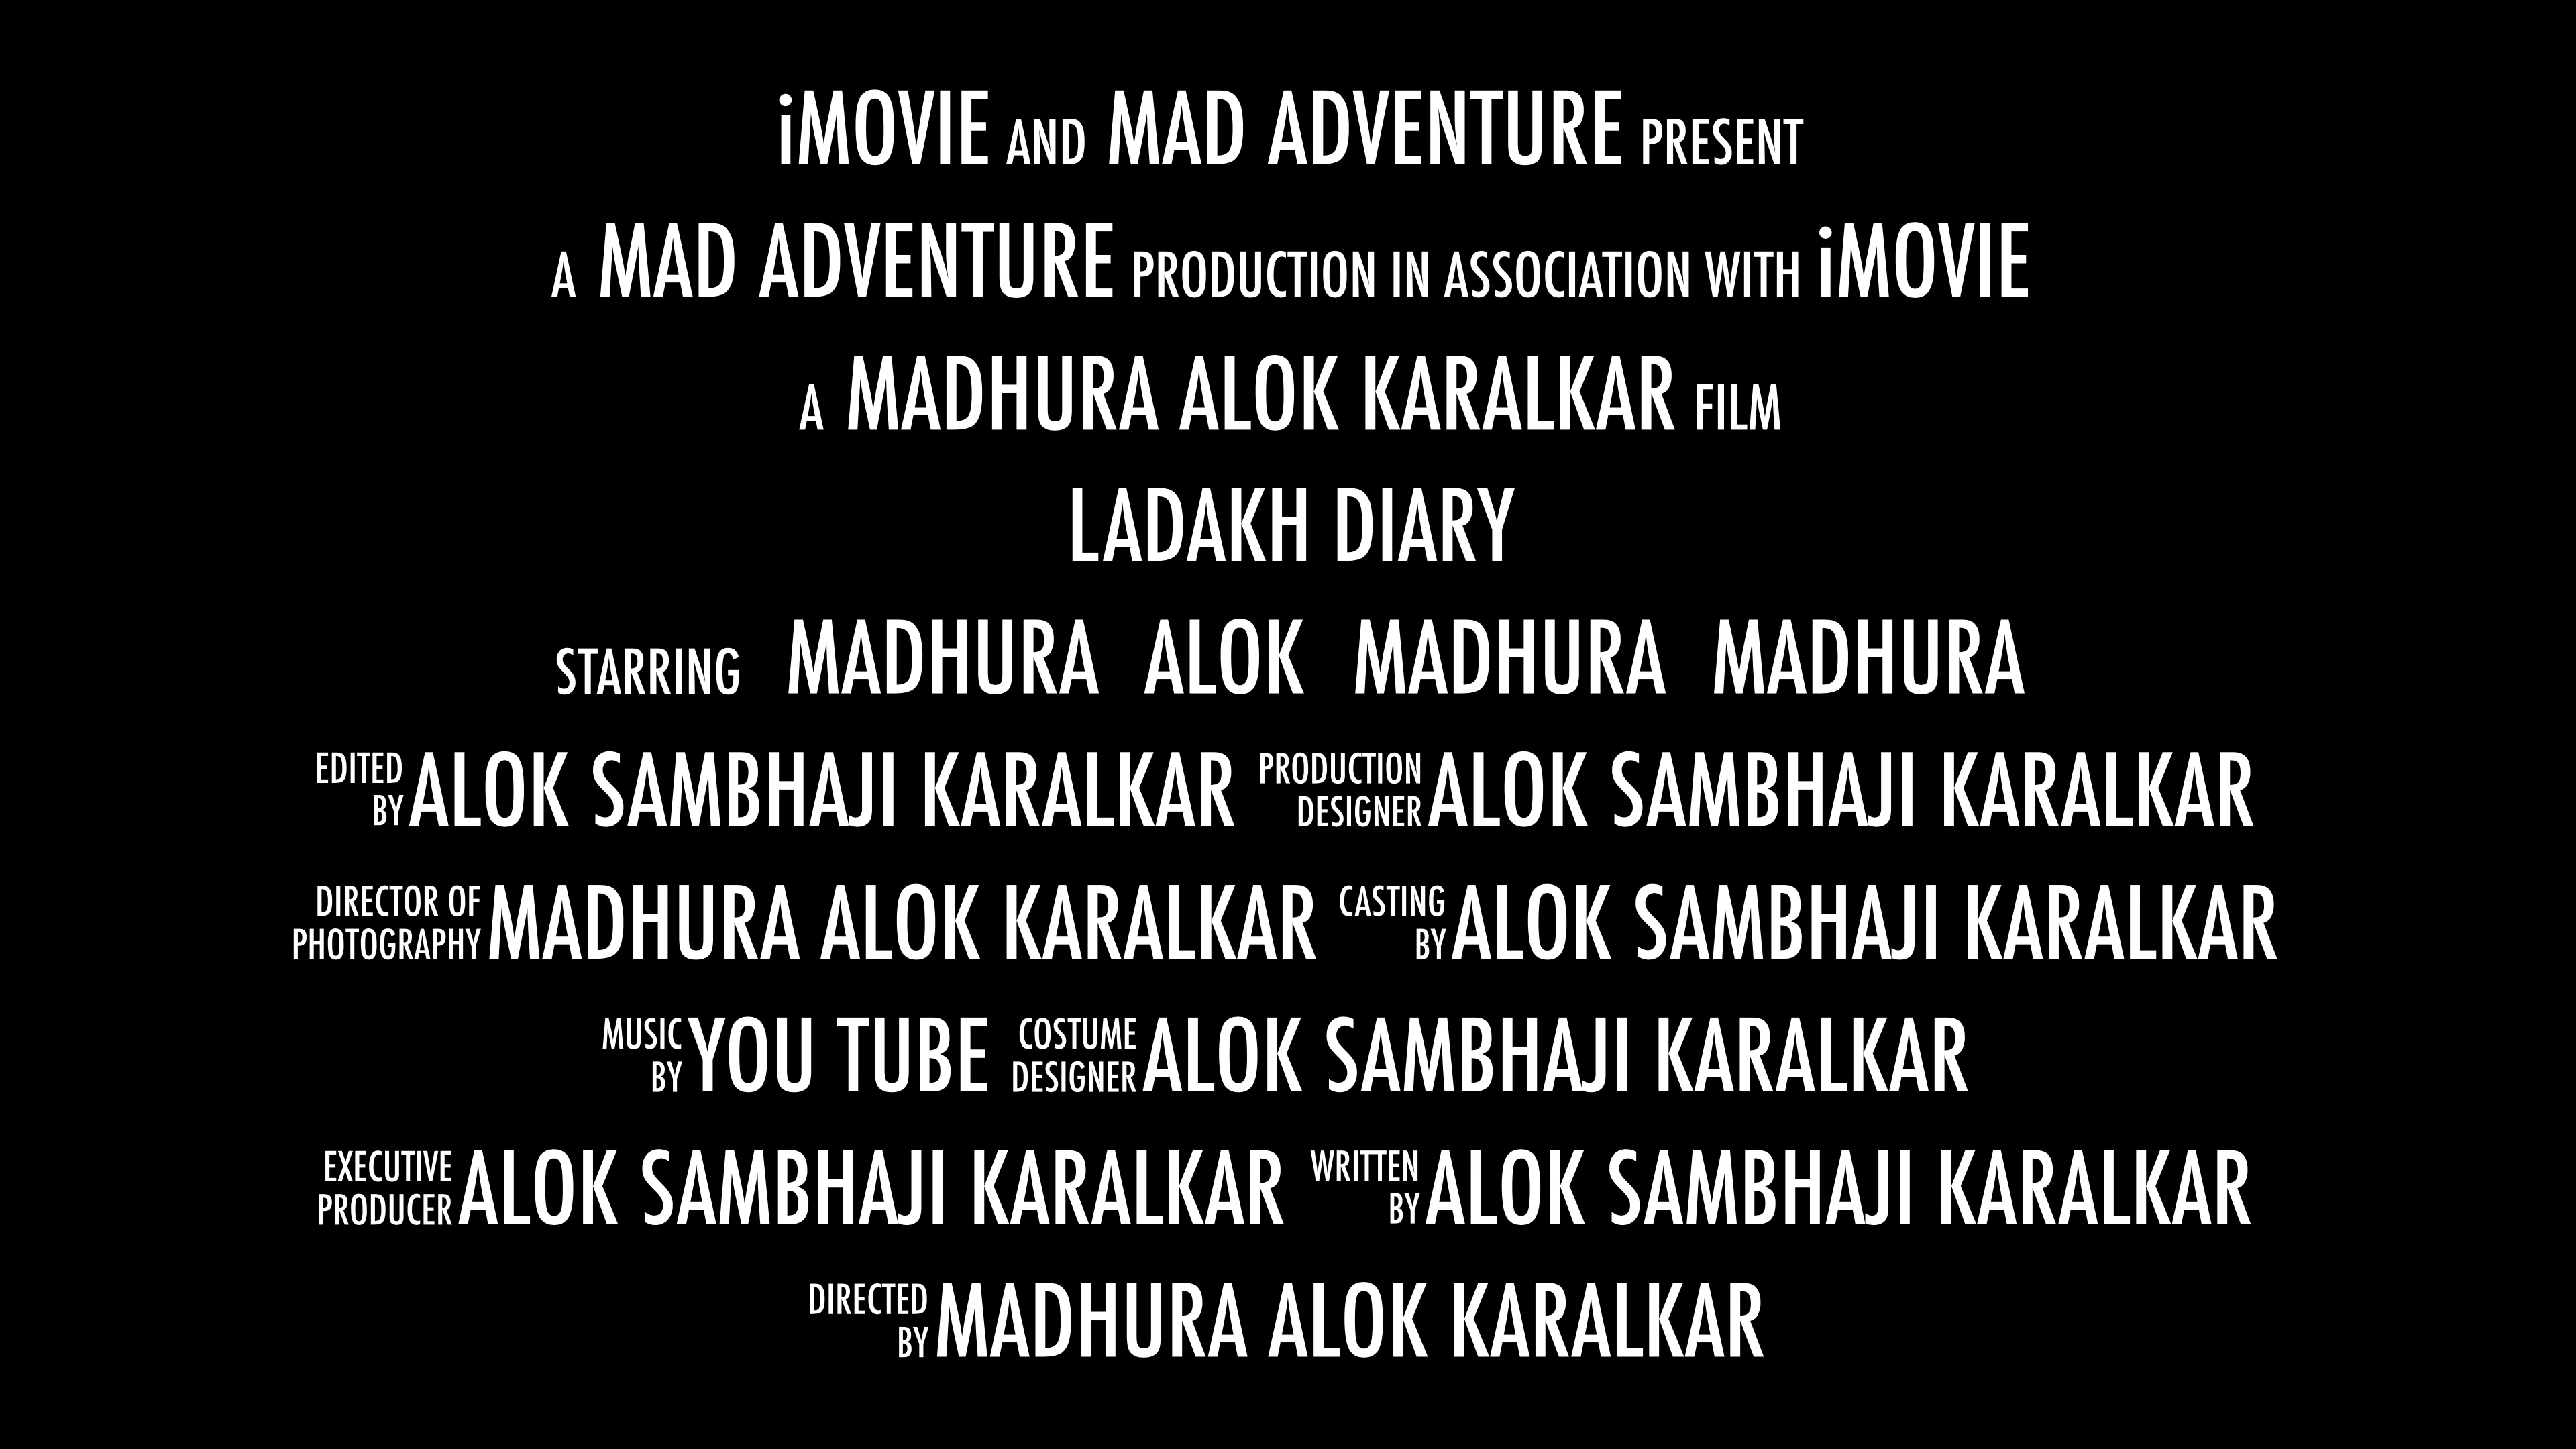 iMOVIE AND MAD ADVENTURE PRESENT
A MAD ADVENTURE PRODUCTION IN ASSOCIATION WITH iMOVIE
A MADHURA ALOK KARALKAR FILM
LADAKH DIARY
STARRING MADHURA ALOK MADHURA MADHURA
EDITED BY ALOK SAMBHAJI KARALKAR PRODUCTION DESIGNER ALOK SAMBHAJI KARALKAR
DIRECTOR OF PHOTOGRAPHY MADHURA ALOK KARALKAR CASTING BY ALOK SAMBHAJI KARALKAR
MUSIC BY YOU TUBE COSTUME DESIGNER ALOK SAMBHAJI KARALKAR
EXECUTIVE PRODUCER ALOK SAMBHAJI KARALKAR WRITTEN BY ALOK SAMBHAJI KARALKAR
DIRECTED BY MADHURA ALOK KARALKAR